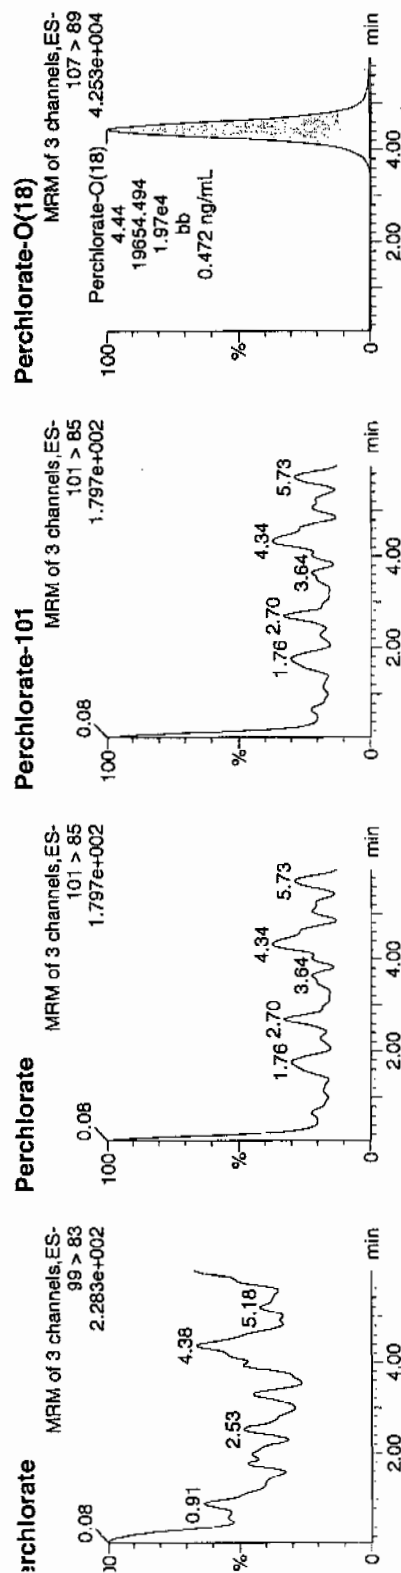 erchlorate
MRM of 3 channels,ES-
99 > 83
2.283e+002
0.08
00
0.91
2.53
4.38
5.18
%
0
2.00
4.00
min
Perchlorate
MRM of 3 channels,ES-
101 > 85
1.797e+002
0.08
100
1.76
2.70
3.64
4.34
5.73
%
0
2.00
4.00
min
Perchlorate-101
MRM of 3 channels,ES-
101 > 85
1.797e+002
0.08
100
1.76
2.70
3.64
4.34
5.73
%
0
2.00
4.00
min
Perchlorate-O(18)
MRM of 3 channels,ES-
107 > 89
4.253e+004
100
Perchlorate-O(18)
4.44
19654.494
1.97e4
bb
0.472 ng/mL
%
0
2.00
4.00
min